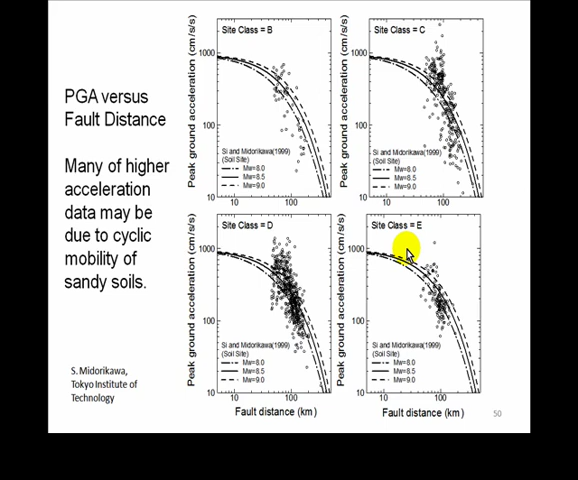 PGA versus
Fault Distance
Many of higher
acceleration
data may be
due to cyclic
mobility of
sandy soils.
S. Midorikawa,
Tokyo Institute of
Technology
Site Class = B
Peak ground acceleration (cm/s/s)
1000
100
10
Si and Midorikawa(1999)
(Soil Site)
Mw=8.0
Mw=8.5
Mw=9.0
10
100
Site Class = C
Peak ground acceleration (cm/s/s)
1000
100
10
Si and Midorikawa(1999)
(Soil Site)
Mw=8.0
Mw=8.5
Mw=9.0
10
100
Site Class = D
Peak ground acceleration (cm/s/s)
1000
100
10
Si and Midorikawa(1999)
(Soil Site)
Mw=8.0
Mw=8.5
Mw=9.0
10
100
Fault distance (km)
Site Class = E
Peak ground acceleration (cm/s/s)
1000
100
10
Si and Midorikawa(1999)
(Soil Site)
Mw=8.0
Mw=8.5
Mw=9.0
10
100
Fault distance (km)
50